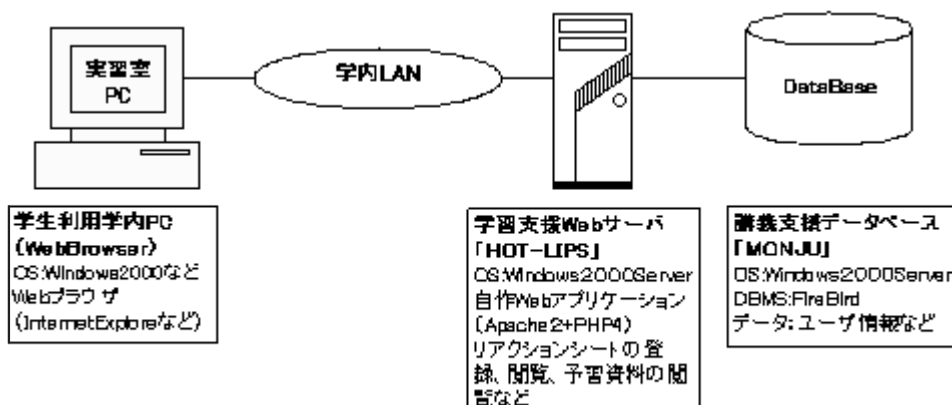 実習室
PC
学内LAN
DataBase
学生利用学内PC
(WebBrowser)
OS:Windows2000など
Webブラウザ
(InternetExploreなど)
学習支援Webサーバ
「HOT-LIPS」
OS:Windows2000Server
自作Webアプリケーション
(Apache2+PHP4)
リアクションシートの登
録、閲覧、予習資料の閲
覧など
講義支援データベース
「MONJU」
OS:Windows2000Server
DBMS:FireBird
データ:ユーザ情報など